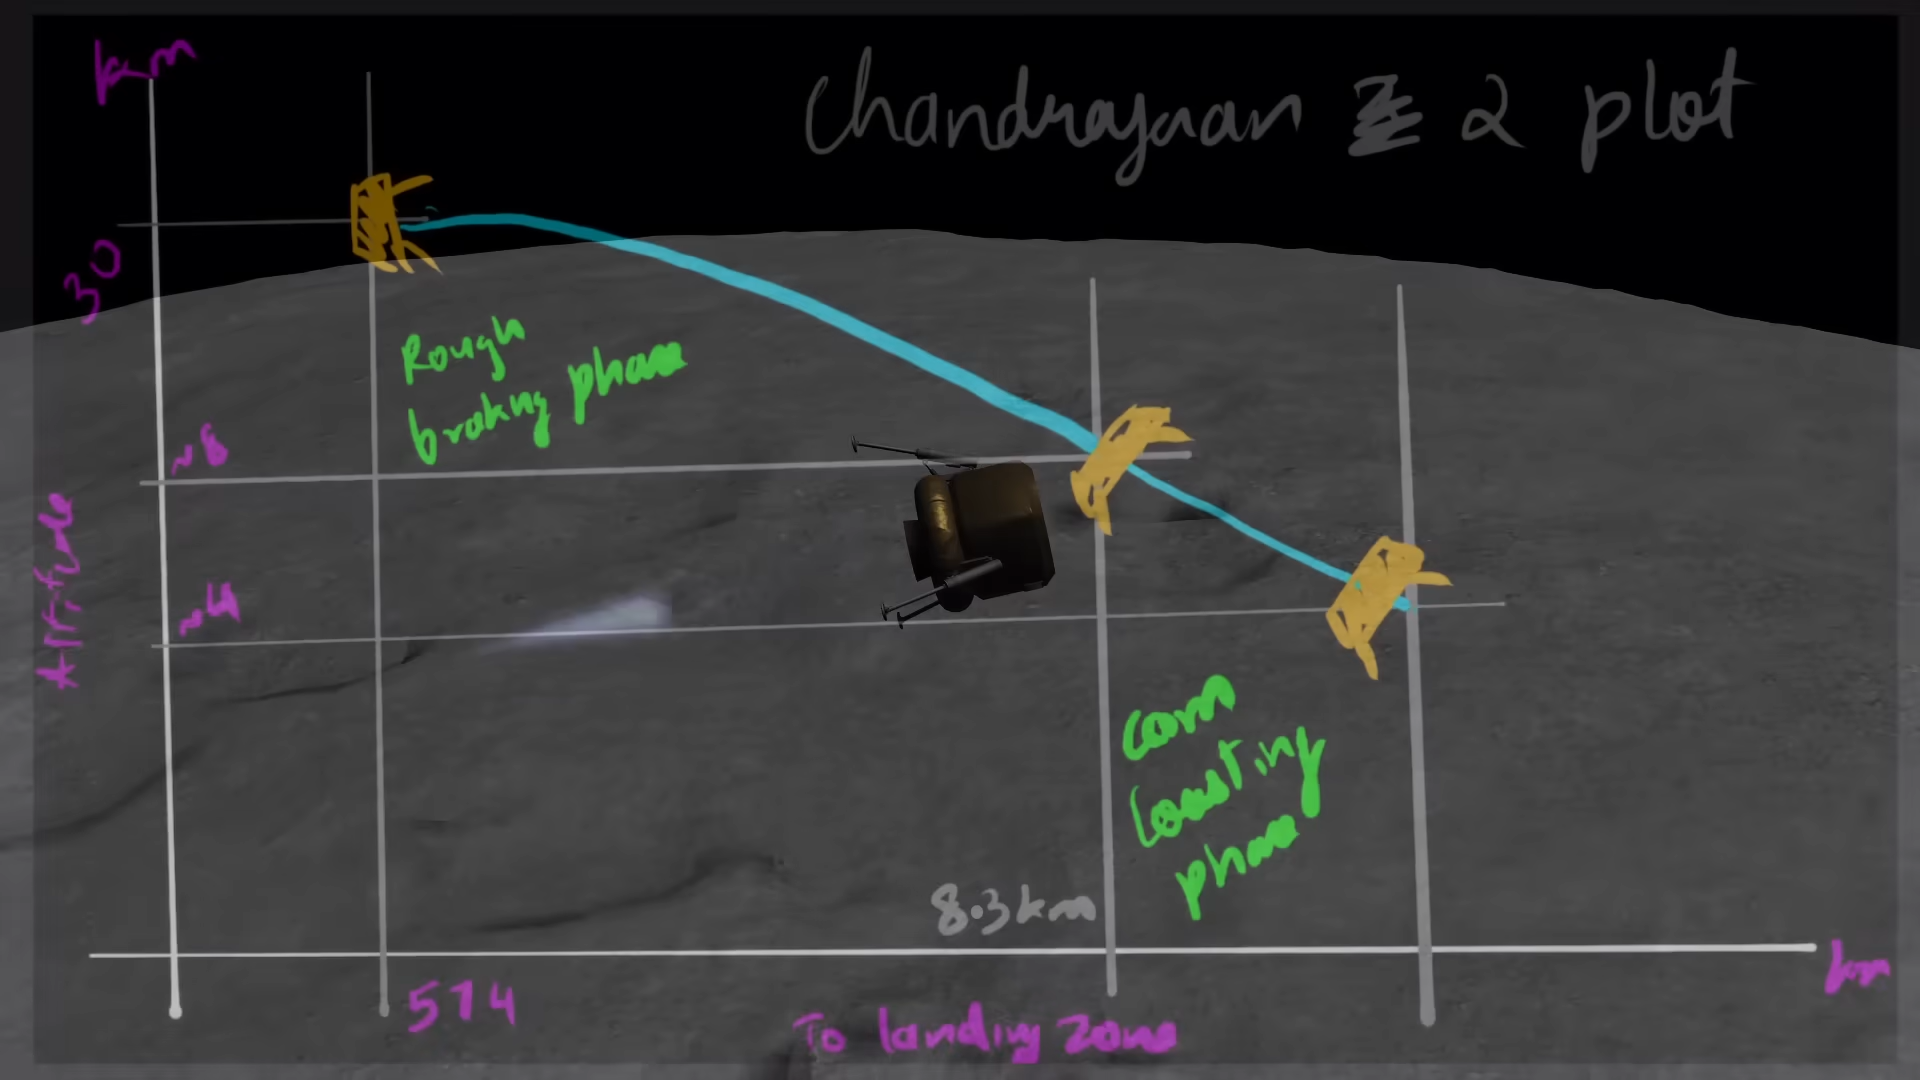 km
Chandrayaan 2 plot
30
Rough
braking phase
~8
Altitude
~4
cam
coasting
phase
8.3km
km
574
To landing zone